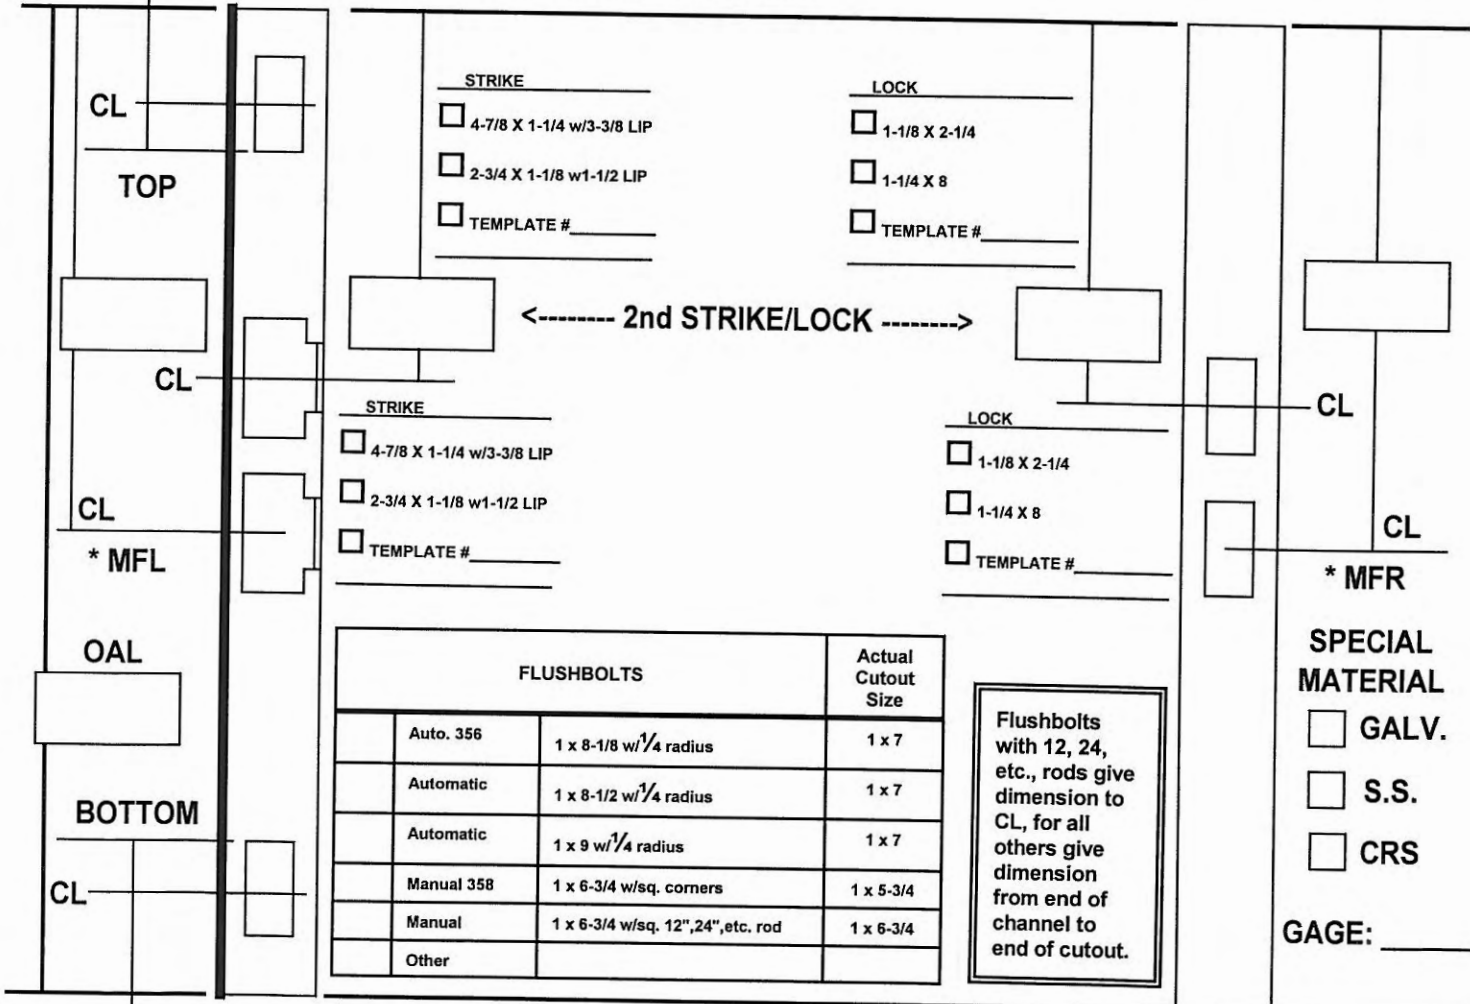 STRIKE
4-7/8 X 1-1/4 w/3-3/8 LIP
2-3/4 X 1-1/8 w1-1/2 LIP
TEMPLATE #
LOCK
1-1/8 X 2-1/4
1-1/4 X 8
TEMPLATE #
CL
TOP
<-------- 2nd STRIKE/LOCK -------->
CL
CL
STRIKE
4-7/8 X 1-1/4 w/3-3/8 LIP
2-3/4 X 1-1/8 w1-1/2 LIP
TEMPLATE #
LOCK
1-1/8 X 2-1/4
1-1/4 X 8
TEMPLATE #
CL
* MFL
CL
* MFR
OAL
BOTTOM
CL
FLUSHBOLTS
Actual
Cutout
Size
Auto. 356 1 x 8-1/8 w/1/4 radius 1 x 7
Automatic 1 x 8-1/2 w/1/4 radius 1 x 7
Automatic 1 x 9 w/1/4 radius 1 x 7
Manual 358 1 x 6-3/4 w/sq. corners 1 x 5-3/4
Manual 1 x 6-3/4 w/sq. 12",24",etc. rod 1 x 6-3/4
Other
Flushbolts
with 12, 24,
etc., rods give
dimension to
CL, for all
others give
dimension
from end of
channel to
end of cutout.
SPECIAL
MATERIAL
GALV.
S.S.
CRS
GAGE: